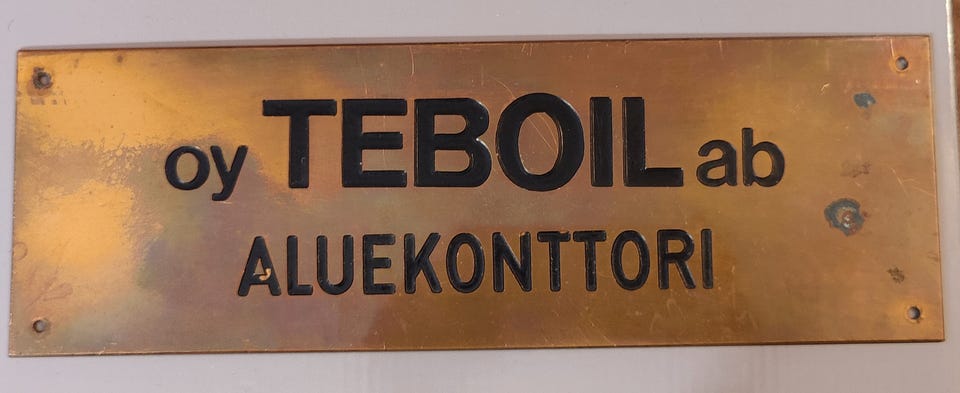 oy TEBOIL ab
ALUEKONTTORI